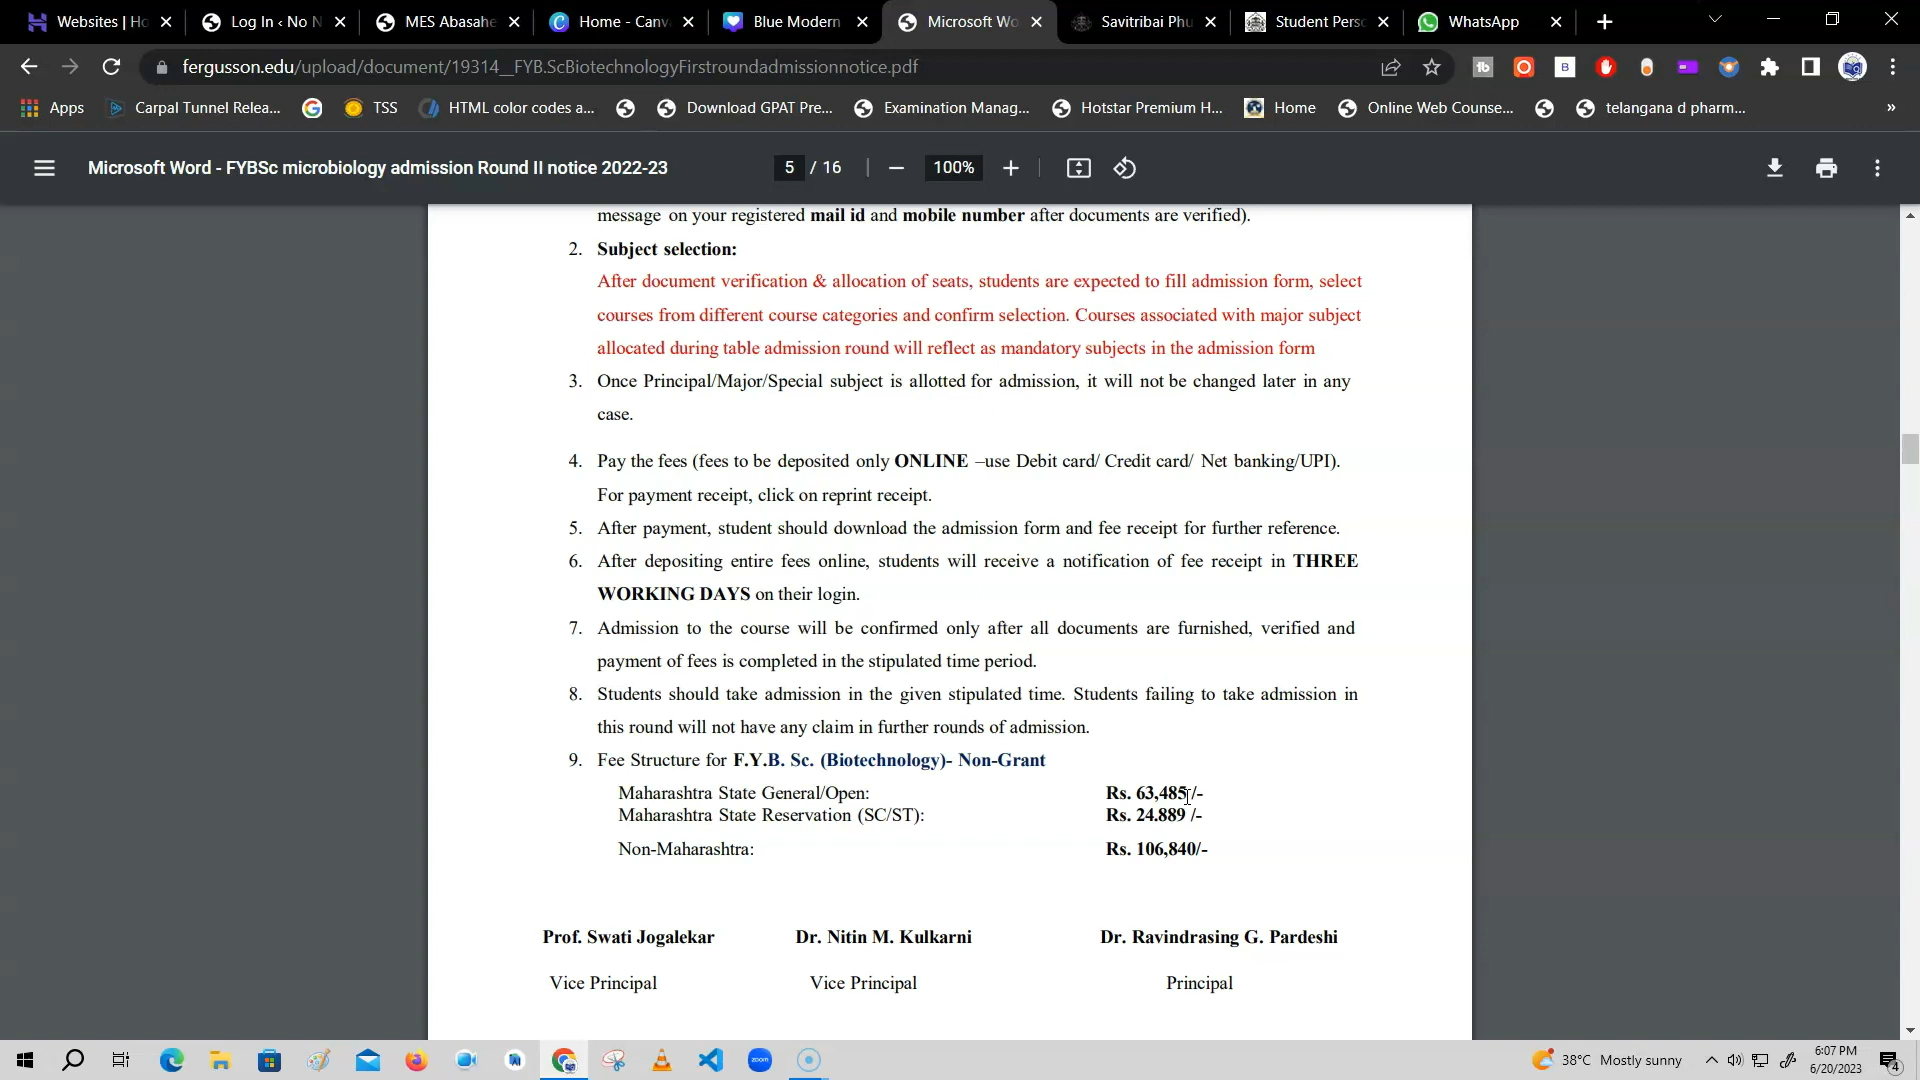 Websites | Ho
Log In ‹ No N
MES Abasahe
Home - Canv
Blue Modern
Microsoft Wo
Savitribai Phu
Student Perso
WhatsApp
fergusson.edu/upload/document/19314__FYB.ScBiotechnologyFirstroundadmissionnotice.pdf
Apps
Carpal Tunnel Relea...
TSS
HTML color codes a...
Download GPAT Pre...
Examination Manag...
Hotstar Premium H...
Home
Online Web Counse...
telangana d pharm...
»
Microsoft Word - FYBSc microbiology admission Round II notice 2022-23
5 / 16
100%
message on your registered mail id and mobile number after documents are verified).
2. Subject selection:
After document verification & allocation of seats, students are expected to fill admission form, select
courses from different course categories and confirm selection. Courses associated with major subject
allocated during table admission round will reflect as mandatory subjects in the admission form
3. Once Principal/Major/Special subject is allotted for admission, it will not be changed later in any
case.
4. Pay the fees (fees to be deposited only ONLINE –use Debit card/ Credit card/ Net banking/UPI).
For payment receipt, click on reprint receipt.
5. After payment, student should download the admission form and fee receipt for further reference.
6. After depositing entire fees online, students will receive a notification of fee receipt in THREE
WORKING DAYS on their login.
7. Admission to the course will be confirmed only after all documents are furnished, verified and
payment of fees is completed in the stipulated time period.
8. Students should take admission in the given stipulated time. Students failing to take admission in
this round will not have any claim in further rounds of admission.
9. Fee Structure for F.Y.B. Sc. (Biotechnology)- Non-Grant
Maharashtra State General/Open: Rs. 63,485/-
Maharashtra State Reservation (SC/ST): Rs. 24.889 /-
Non-Maharashtra: Rs. 106,840/-
Prof. Swati Jogalekar Dr. Nitin M. Kulkarni Dr. Ravindrasing G. Pardeshi
Vice Principal Vice Principal Principal
zoom
38°C Mostly sunny
6:07 PM
6/20/2023
4